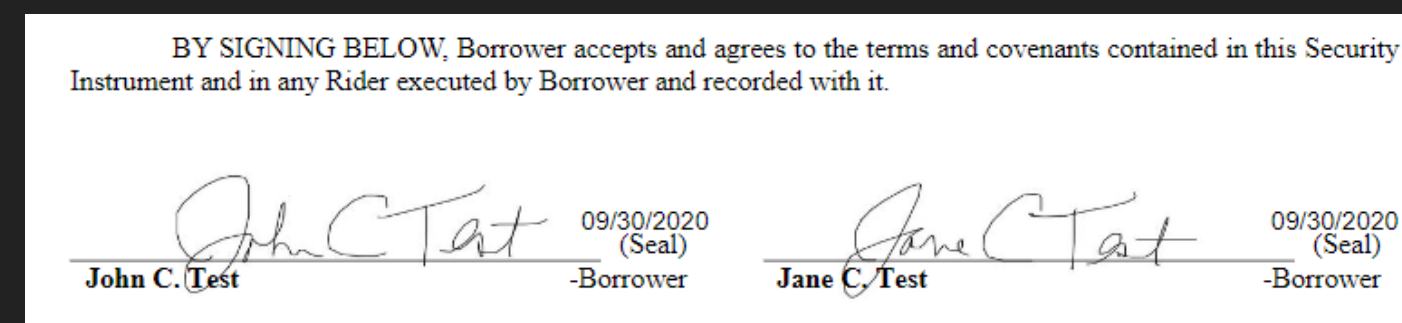 BY SIGNING BELOW, Borrower accepts and agrees to the terms and covenants contained in this Security
Instrument and in any Rider executed by Borrower and recorded with it.
John C Test 09/30/2020 Jane C Test 09/30/2020
(Seal) (Seal)
John C. Test -Borrower Jane C. Test -Borrower